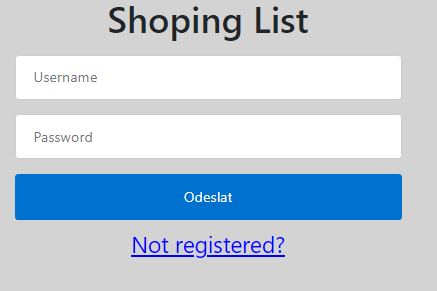 Shoping List
Username
Password
Odeslat
Not registered?